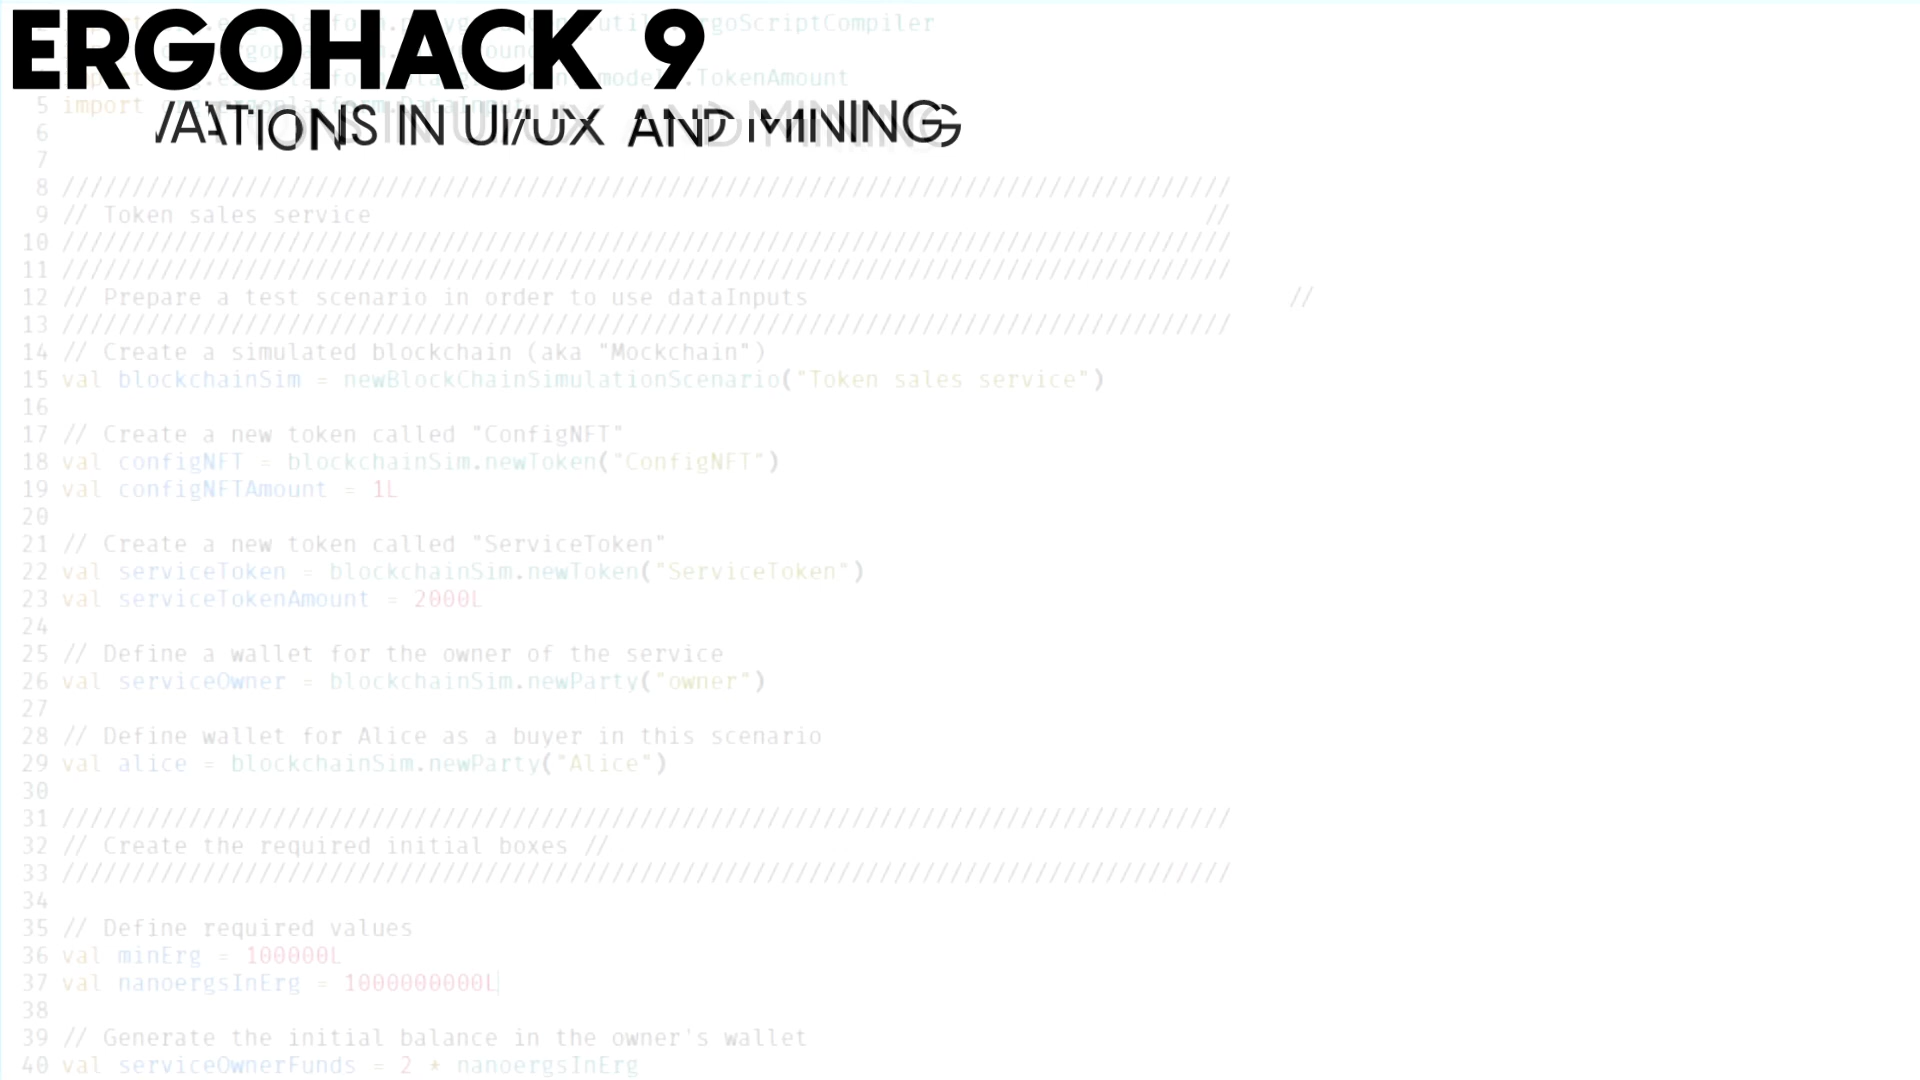 ERGOHACK 9
VATIONS IN UI/UX AND MINING
TokenAmount
5 import
6
7
8 ///////////////////////////////////////////////////////////////////////////////////
9 // Token sales service //
10 ///////////////////////////////////////////////////////////////////////////////////
11 ///////////////////////////////////////////////////////////////////////////////////
12 // Prepare a test scenario in order to use dataInputs //
13 ///////////////////////////////////////////////////////////////////////////////////
14 // Create a simulated blockchain (aka "Mockchain")
15 val blockchainSim = newBlockChainSimulationScenario("Token sales service")
16
17 // Create a new token called "ConfigNFT"
18 val configNFT = blockchainSim.newToken("ConfigNFT")
19 val configNFTAmount = 1L
20
21 // Create a new token called "ServiceToken"
22 val serviceToken = blockchainSim.newToken("ServiceToken")
23 val serviceTokenAmount = 2000L
24
25 // Define a wallet for the owner of the service
26 val serviceOwner = blockchainSim.newParty("owner")
27
28 // Define wallet for Alice as a buyer in this scenario
29 val alice = blockchainSim.newParty("Alice")
30
31 ///////////////////////////////////////////////////////////////////////////////////
32 // Create the required initial boxes //
33 ///////////////////////////////////////////////////////////////////////////////////
34
35 // Define required values
36 val minErg = 100000L
37 val nanoergsInErg = 1000000000L
38
39 // Generate the initial balance in the owner's wallet
40 val serviceOwnerFunds = 2 * nanoergsInErg